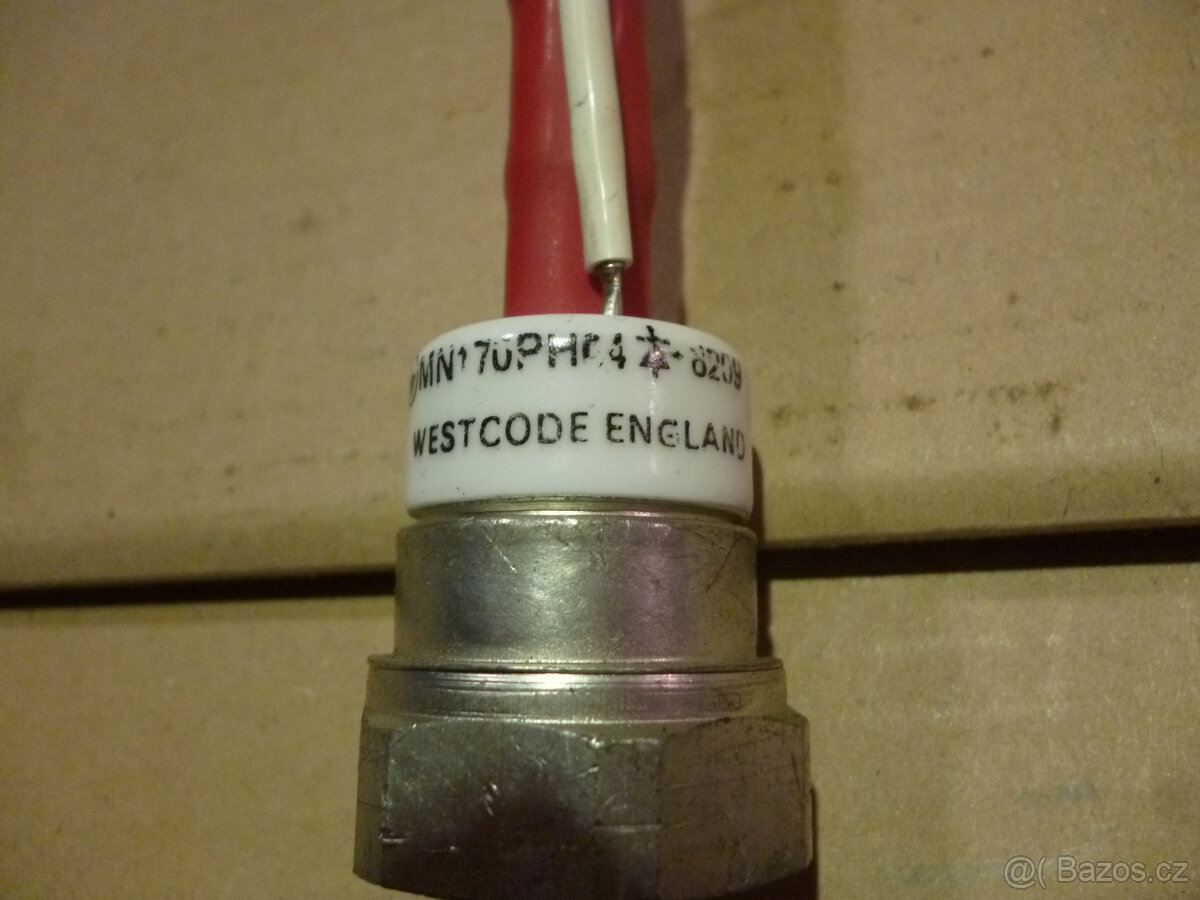 MN170PH04 8209
WESTCODE ENGLAND
@( Bazos.cz